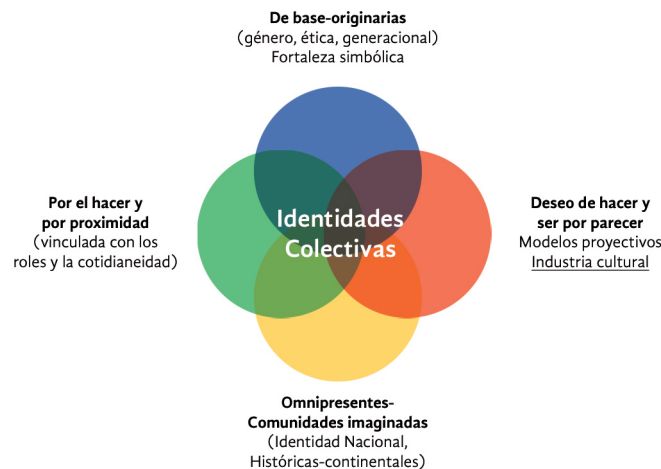 De base-originarias
(género, ética, generacional)
Fortaleza simbólica
Por el hacer y
por proximidad
(vinculada con los
roles y la cotidianeidad)
Identidades
Colectivas
Deseo de hacer y
ser por parecer
Modelos proyectivos
Industria cultural
Omnipresentes-
Comunidades imaginadas
(Identidad Nacional,
Históricas-continentales)